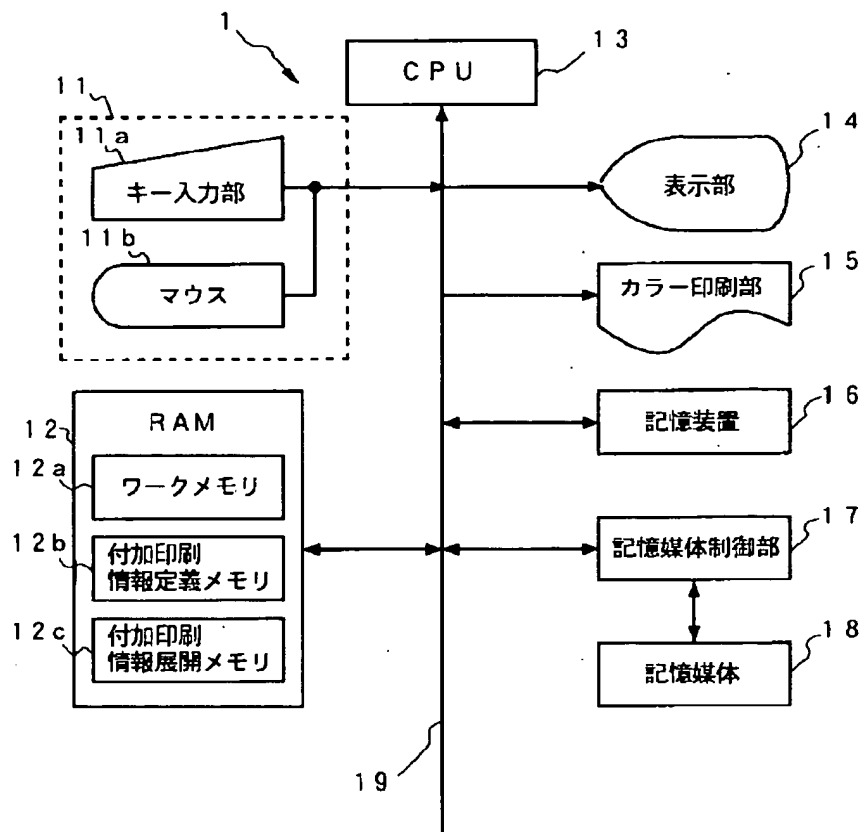 1
13
CPU
11
11a
キー入力部
11b
マウス
14
表示部
15
カラー印刷部
12
RAM
12a
ワークメモリ
12b
付加印刷
情報定義メモリ
12c
付加印刷
情報展開メモリ
16
記憶装置
17
記憶媒体制御部
18
記憶媒体
19